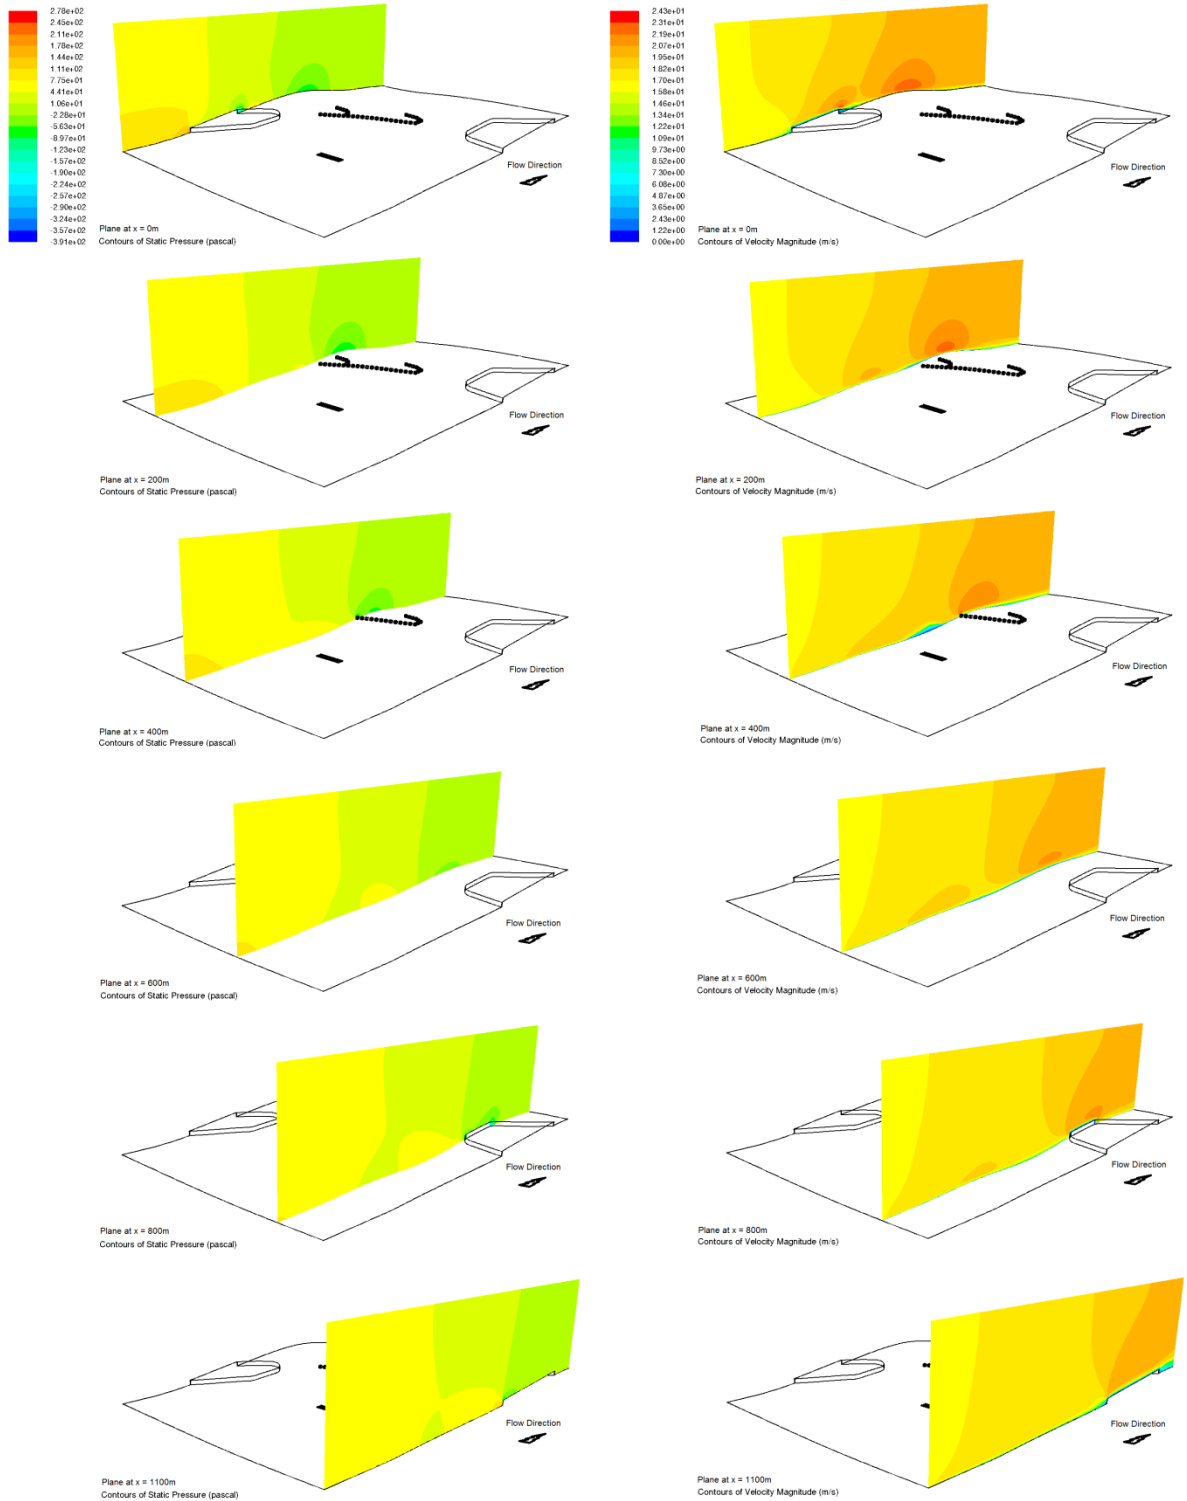 2.78e+02
2.45e+02
2.11e+02
1.78e+02
1.44e+02
1.11e+02
7.75e+01
4.41e+01
1.06e+01
-2.28e+01
-5.63e+01
-8.97e+01
-1.23e+02
-1.57e+02
-1.90e+02
-2.24e+02
-2.57e+02
-2.90e+02
-3.24e+02
-3.57e+02
-3.91e+02
Flow Direction
Plane at x = 0m
Contours of Static Pressure (pascal)
2.43e+01
2.31e+01
2.19e+01
2.07e+01
1.95e+01
1.82e+01
1.70e+01
1.58e+01
1.46e+01
1.34e+01
1.22e+01
1.09e+01
9.73e+00
8.52e+00
7.30e+00
6.08e+00
4.87e+00
3.65e+00
2.43e+00
1.22e+00
0.00e+00
Flow Direction
Plane at x = 0m
Contours of Velocity Magnitude (m/s)
Flow Direction
Plane at x = 200m
Contours of Static Pressure (pascal)
Flow Direction
Plane at x = 200m
Contours of Velocity Magnitude (m/s)
Flow Direction
Plane at x = 400m
Contours of Static Pressure (pascal)
Flow Direction
Plane at x = 400m
Contours of Velocity Magnitude (m/s)
Flow Direction
Plane at x = 600m
Contours of Static Pressure (pascal)
Flow Direction
Plane at x = 600m
Contours of Velocity Magnitude (m/s)
Flow Direction
Plane at x = 800m
Contours of Static Pressure (pascal)
Flow Direction
Plane at x = 800m
Contours of Velocity Magnitude (m/s)
Flow Direction
Plane at x = 1100m
Contours of Static Pressure (pascal)
Flow Direction
Plane at x = 1100m
Contours of Velocity Magnitude (m/s)